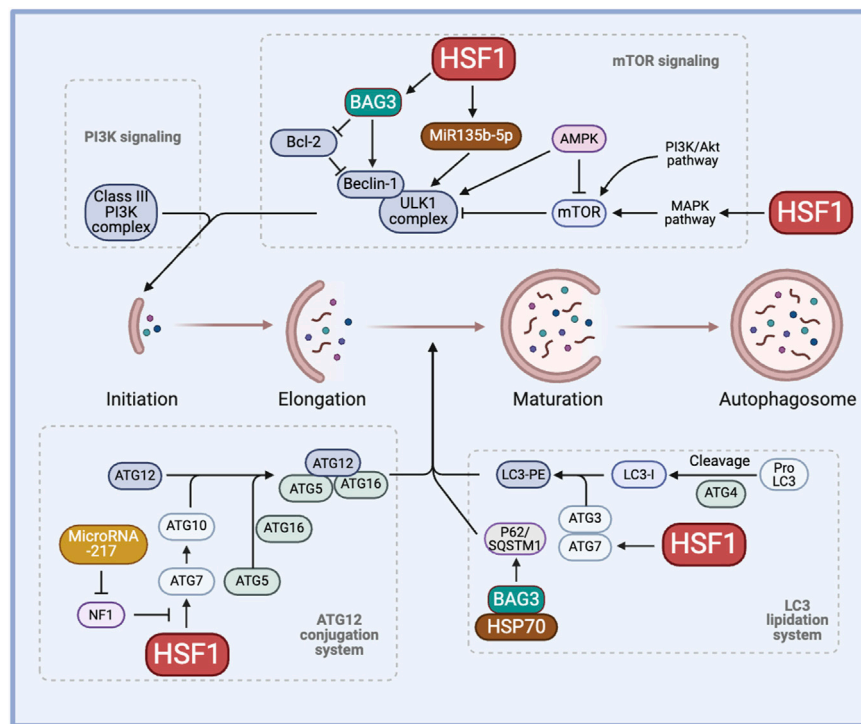 HSF1
mTOR signaling
BAG3
PI3K signaling
Bcl-2
MiR135b-5p
AMPK
PI3K/Akt
pathway
Beclin-1
Class III
PI3K
complex
ULK1
complex
mTOR
MAPK
pathway
HSF1
Initiation
Elongation
Maturation
Autophagosome
ATG12
ATG12
ATG5
ATG16
ATG10
ATG16
MicroRNA
-217
ATG7
ATG5
NF1
HSF1
ATG12
conjugation
system
LC3-PE
LC3-I
Cleavage
Pro
LC3
ATG4
ATG3
P62/
SQSTM1
ATG7
HSF1
BAG3
HSP70
LC3
lipidation
system